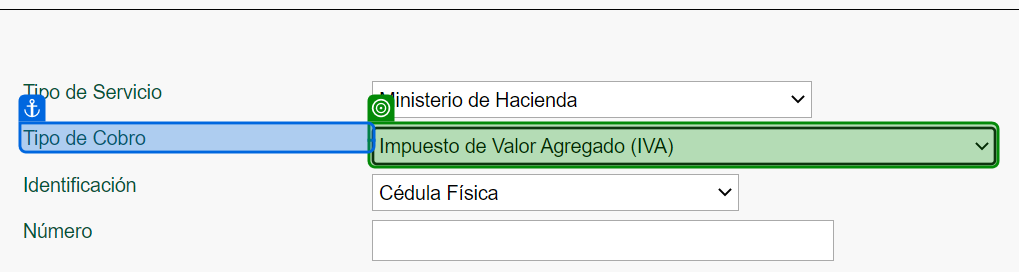 Tipo de Servicio
Ministerio de Hacienda
Tipo de Cobro
Impuesto de Valor Agregado (IVA)
Identificación
Cédula Física
Número